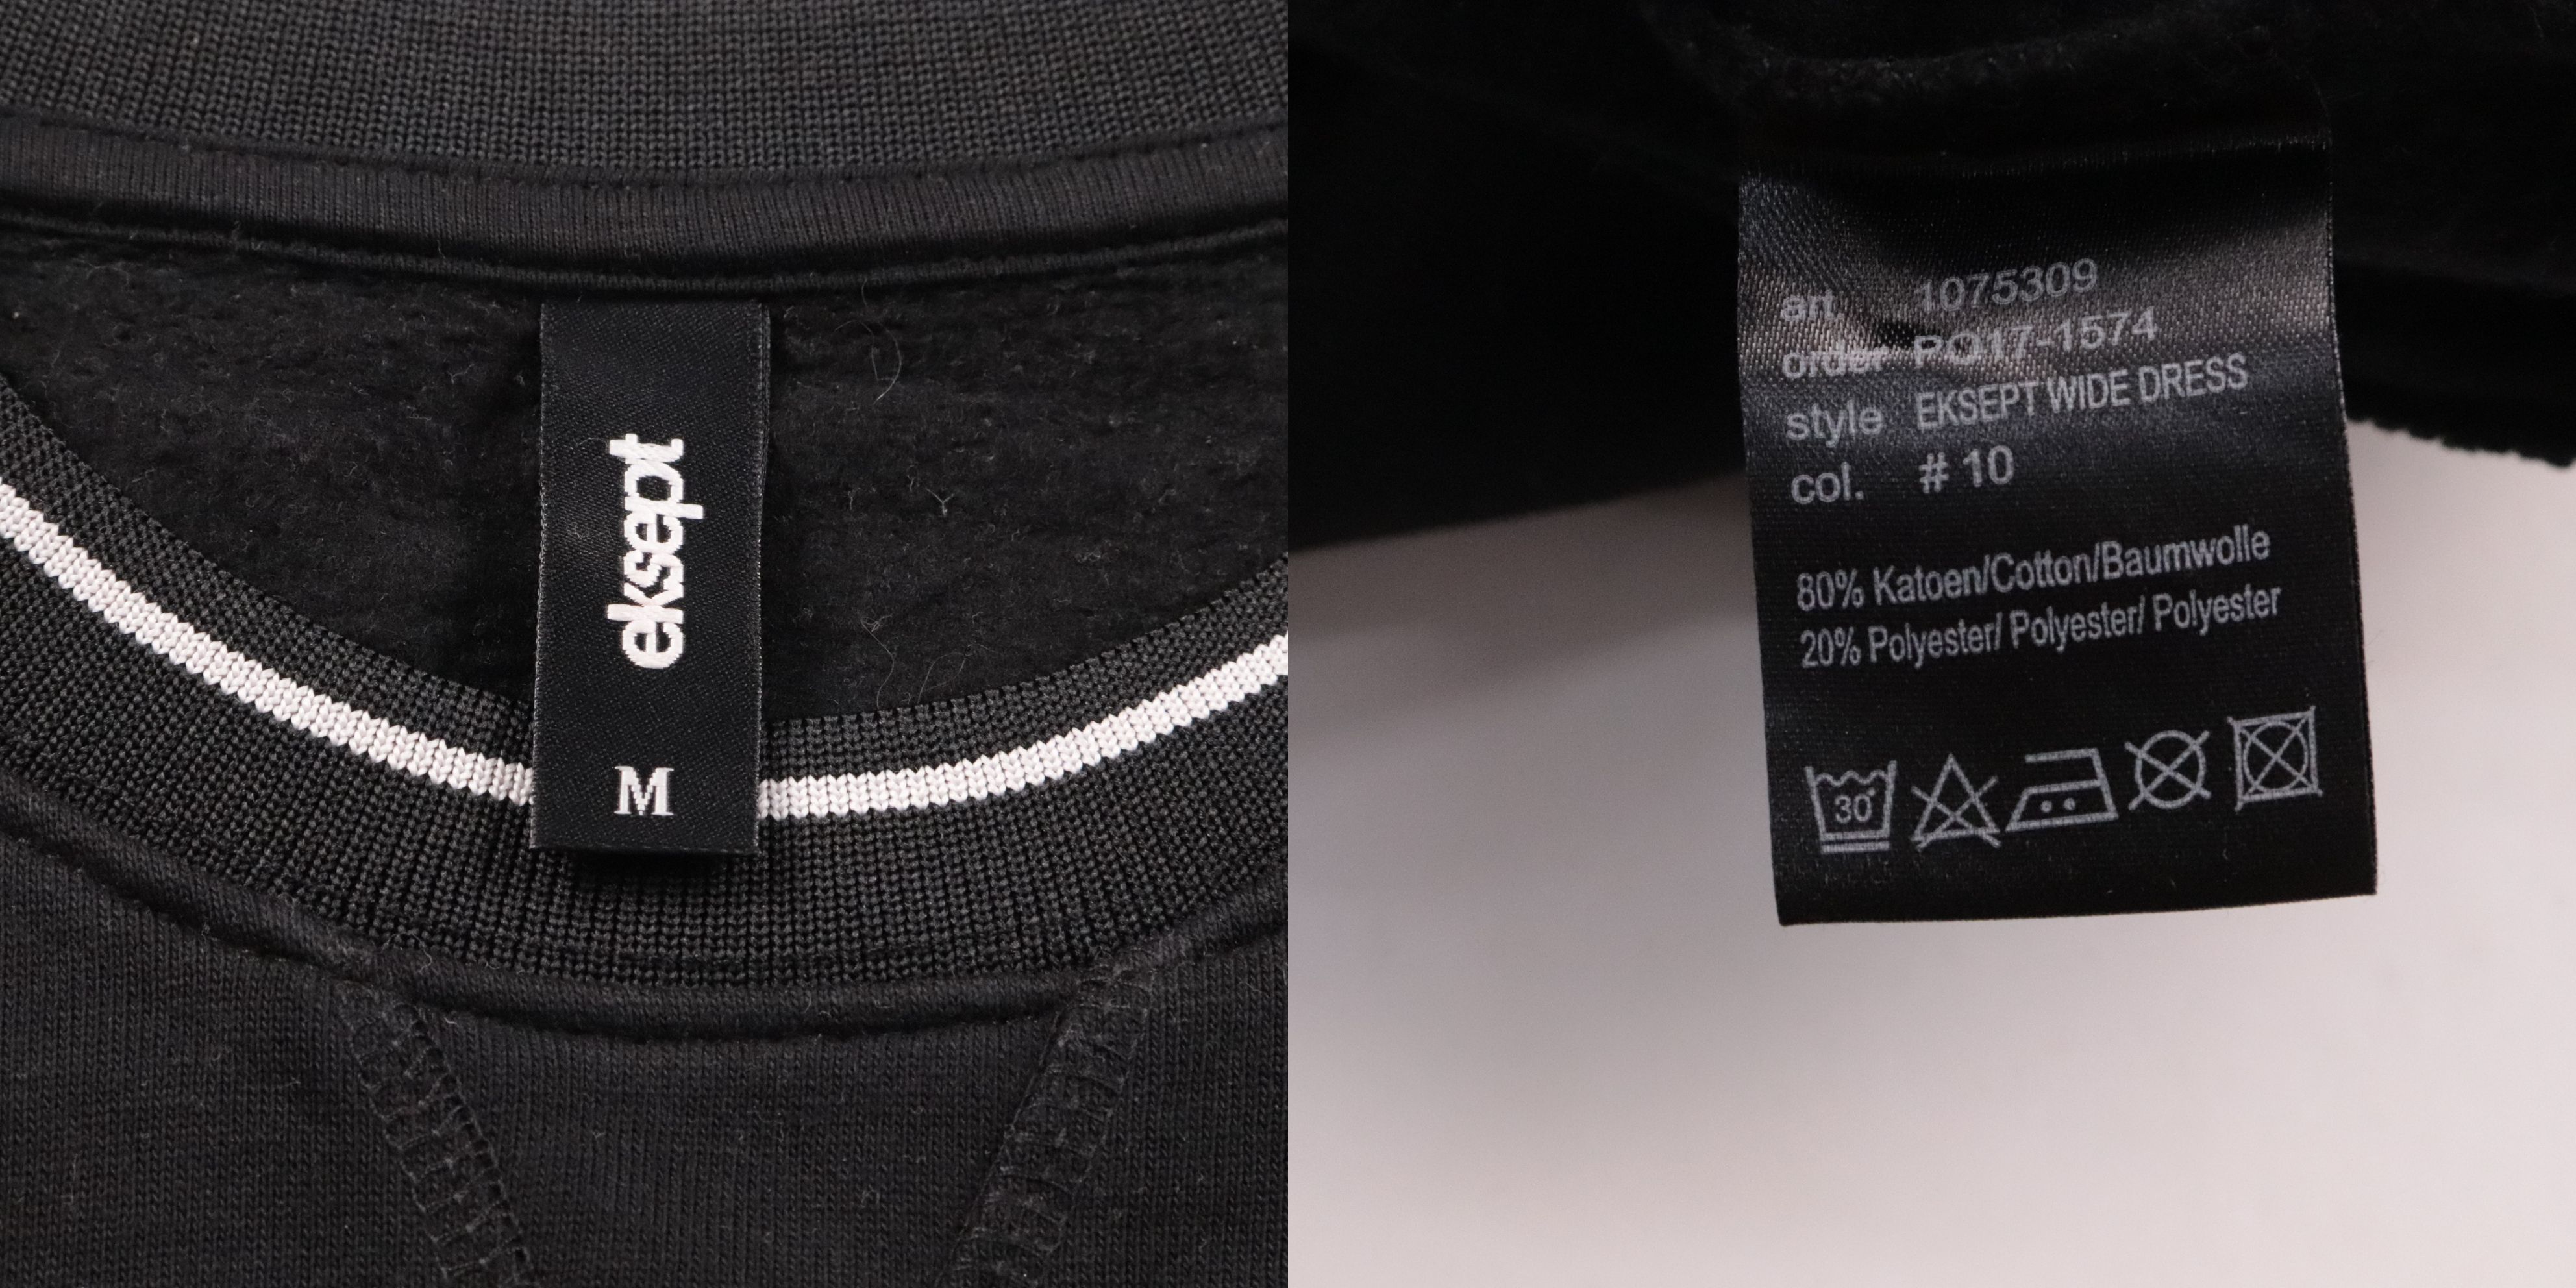 eksept
M
art. 1075309
order PO17-1574
style EKSEPT WIDE DRESS
col. # 10
80% Katoen/Cotton/Baumwolle
20% Polyester/ Polyester/ Polyester
30°